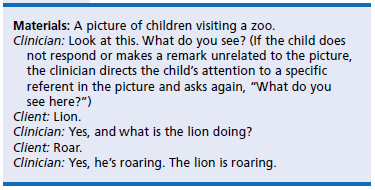 Materials: A picture of children visiting a zoo.
Clinician: Look at this. What do you see? (If the child does
not respond or makes a remark unrelated to the picture,
the clinician directs the child's attention to a specific
referent in the picture and asks again, "What do you
see here?")
Client: Lion.
Clinician: Yes, and what is the lion doing?
Client: Roar.
Clinician: Yes, he's roaring. The lion is roaring.